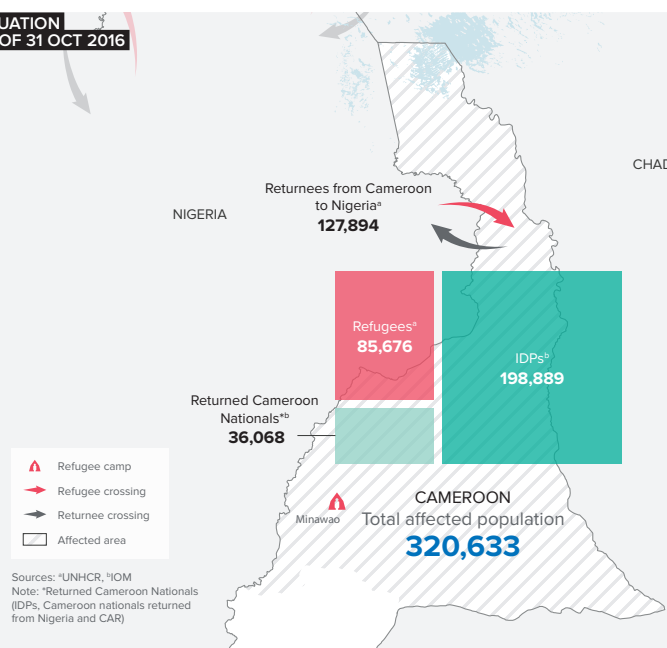 UATION
OF 31 OCT 2016
CHAD
NIGERIA
Returnees from Cameroon
to Nigeriaᵃ
127,894
Refugeesᵃ
85,676
IDPsᵇ
198,889
Returned Cameroon
Nationals*ᵇ
36,068
Refugee camp
Refugee crossing
Returnee crossing
Affected area
Minawao
CAMEROON
Total affected population
320,633
Sources: ᵃUNHCR, ᵇIOM
Note: *Returned Cameroon Nationals
(IDPs, Cameroon nationals returned
from Nigeria and CAR)